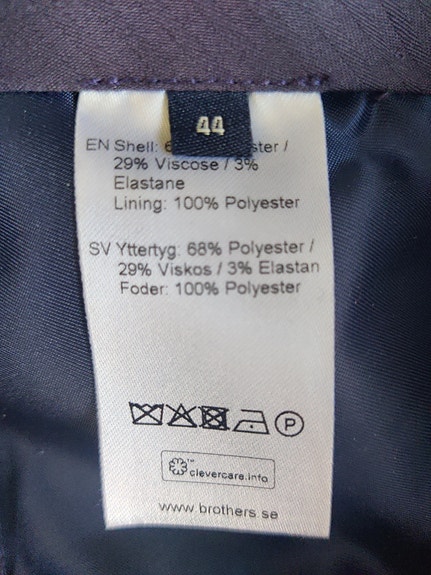 44
EN Shell: ster /
29% Viscose / 3%
Elastane
Lining: 100% Polyester
SV Yttertyg: 68% Polyester /
29% Viskos / 3% Elastan
Foder: 100% Polyester
P
clevercare.info
www.brothers.se